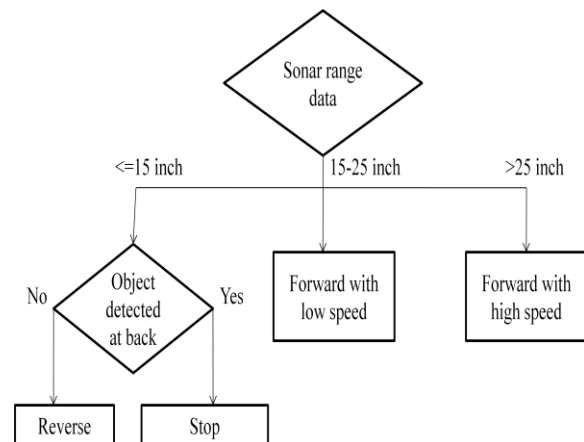 Sonar range
data
<=15 inch
15-25 inch
>25 inch
Object
detected
at back
No
Yes
Forward with
low speed
Forward with
high speed
Reverse
Stop